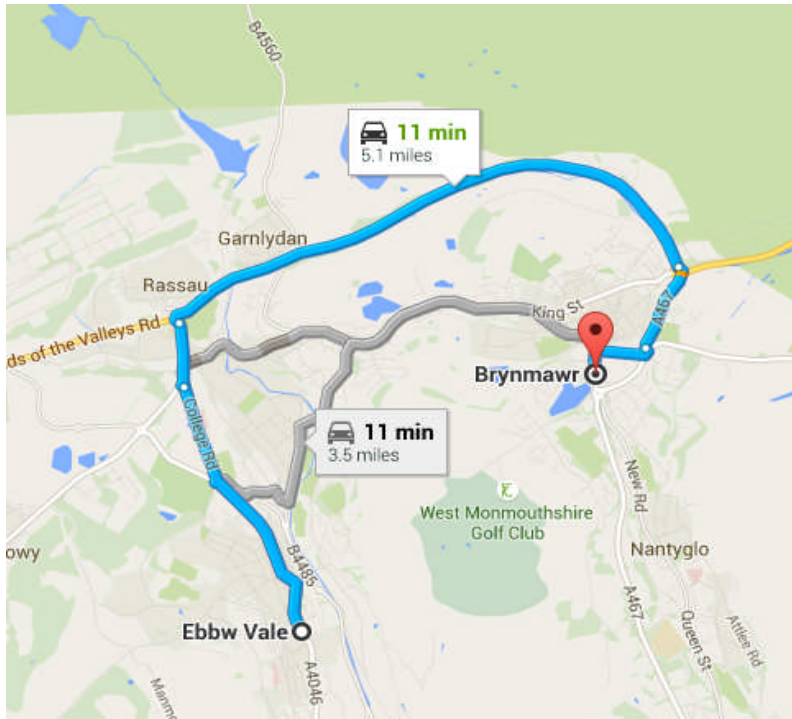 B4560
11 min
5.1 miles
Garnlydan
Rassau
ds of the Valleys Rd
King St
A467
Brynmawr
College Rd
11 min
3.5 miles
West Monmouthshire
Golf Club
New Rd
Nantyglo
owy
B4485
A467
Queen St
Attlee Rd
Ebbw Vale
A4046
Manmo